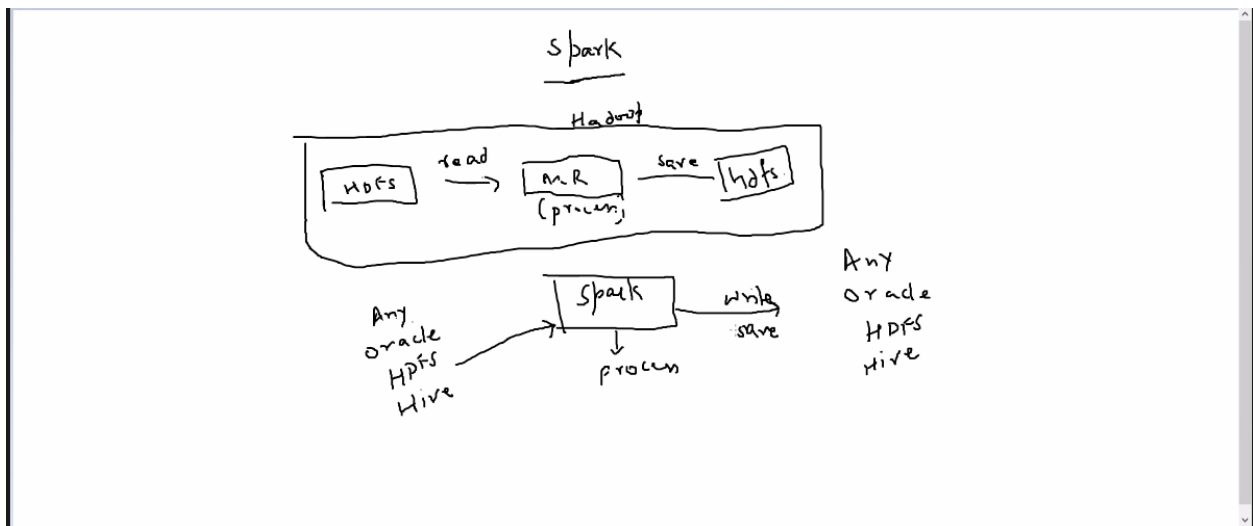 Spark
Hadoop
HDFS
read
M.R
(process)
save
hdfs
Any
Oracle
HDFS
Hive
Spark
process
write
save
Any
Oracle
HDFS
Hive